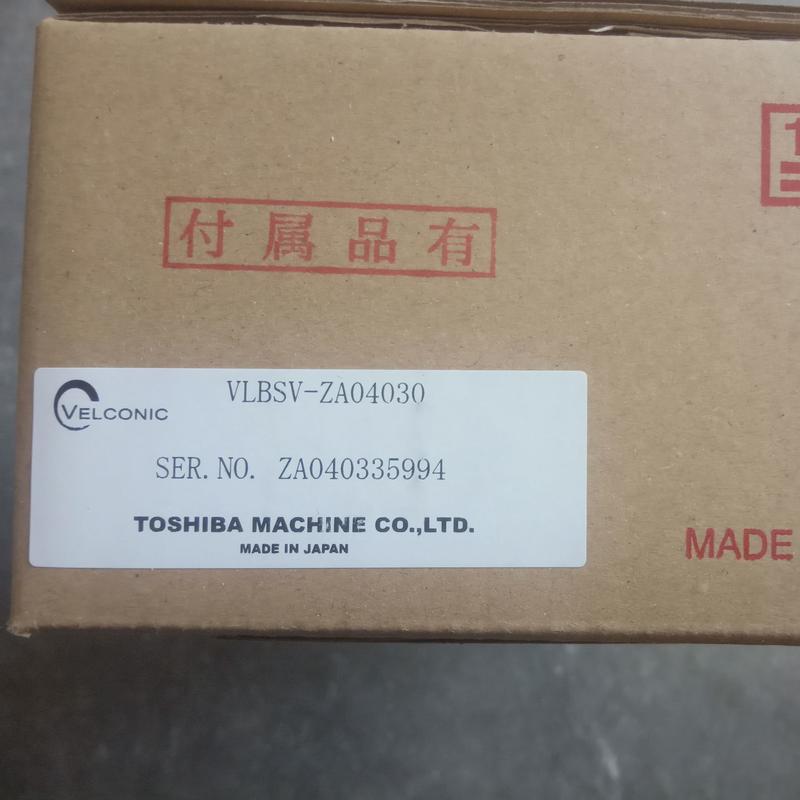 付属品有
VELCONIC
VLBSV-ZA04030
SER.NO. ZA040335994
TOSHIBA MACHINE CO.,LTD.
MADE IN JAPAN
MADE